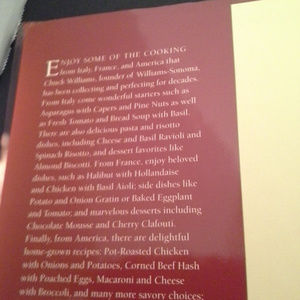 ENJOY SOME OF THE COOKING
from Italy, France, and America that
Chuck Williams, founder of Williams-Sonoma,
has been collecting and perfecting for decades.
From Italy come wonderful starters such as
Asparagus with Capers and Pine Nuts as well
as Fresh Tomato and Bread Soup with Basil.
There are also delicious pasta and risotto
dishes, including Cheese and Basil Ravioli and
Spinach Risotto, and dessert favorites like
Almond Biscotti. From France, enjoy beloved
dishes, such as Halibut with Hollandaise
and Chicken with Basil Aioli; side dishes like
Potato and Onion Gratin or Baked Eggplant
and Tomato; and marvelous desserts including
Chocolate Mousse and Cherry Clafouti.
Finally, from America, there are delightful
home-grown recipes: Pot-Roasted Chicken
with Onions and Potatoes, Corned Beef Hash
with Poached Eggs, Macaroni and Cheese
with Broccoli, and many more savory choices;